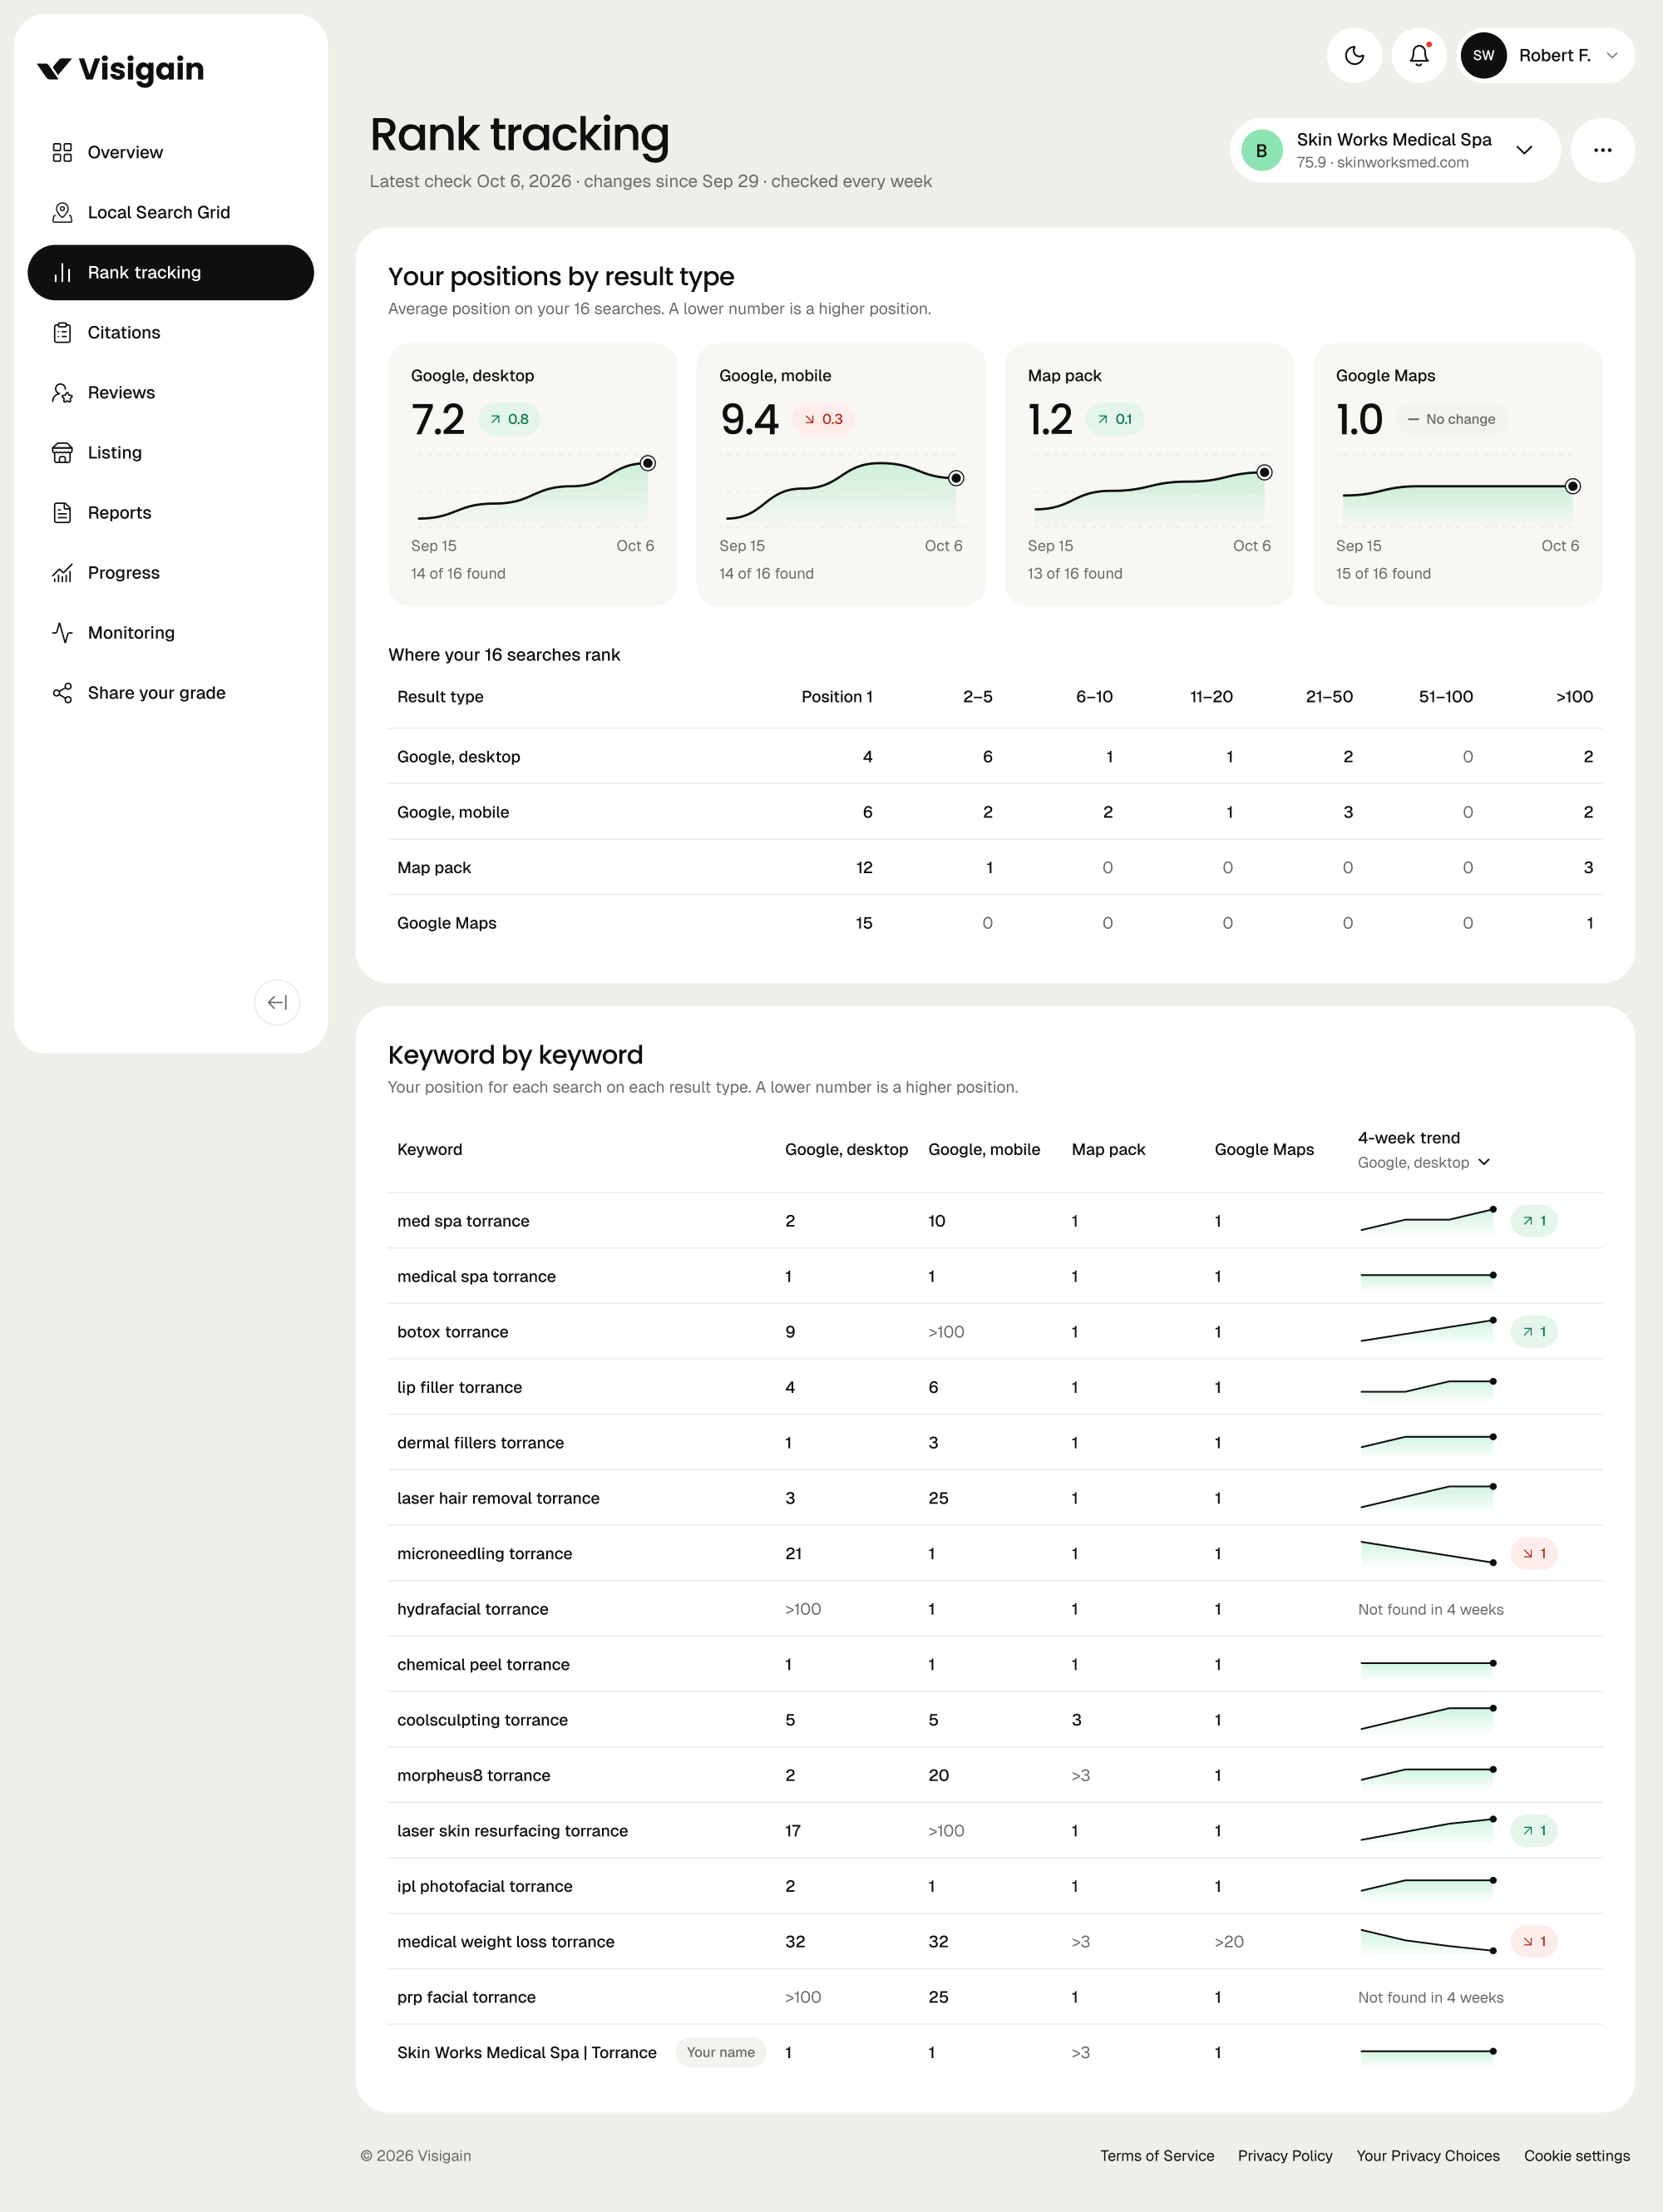 Visigain
Overview
Local Search Grid
Rank tracking
Citations
Reviews
Listing
Reports
Progress
Monitoring
Share your grade
SW Robert F.
Rank tracking
Latest check Oct 6, 2026 · changes since Sep 29 · checked every week
B Skin Works Medical Spa
75.9 · skinworksmed.com
Your positions by result type
Average position on your 16 searches. A lower number is a higher position.
Google, desktop
7.2 0.8
Sep 15 Oct 6
14 of 16 found
Google, mobile
9.4 0.3
Sep 15 Oct 6
14 of 16 found
Map pack
1.2 0.1
Sep 15 Oct 6
13 of 16 found
Google Maps
1.0 No change
Sep 15 Oct 6
15 of 16 found
Where your 16 searches rank
Result type Position 1 2–5 6–10 11–20 21–50 51–100 >100
Google, desktop 4 6 1 1 2 0 2
Google, mobile 6 2 2 1 3 0 2
Map pack 12 1 0 0 0 0 3
Google Maps 15 0 0 0 0 0 1
Keyword by keyword
Your position for each search on each result type. A lower number is a higher position.
Keyword Google, desktop Google, mobile Map pack Google Maps 4-week trend
Google, desktop
med spa torrance 2 10 1 1 1
medical spa torrance 1 1 1 1
botox torrance 9 >100 1 1 1
lip filler torrance 4 6 1 1
dermal fillers torrance 1 3 1 1
laser hair removal torrance 3 25 1 1
microneedling torrance 21 1 1 1 1
hydrafacial torrance >100 1 1 1 Not found in 4 weeks
chemical peel torrance 1 1 1 1
coolsculpting torrance 5 5 3 1
morpheus8 torrance 2 20 >3 1
laser skin resurfacing torrance 17 >100 1 1 1
ipl photofacial torrance 2 1 1 1
medical weight loss torrance 32 32 >3 >20 1
prp facial torrance >100 25 1 1 Not found in 4 weeks
Skin Works Medical Spa | Torrance Your name 1 1 >3 1
© 2026 Visigain
Terms of Service Privacy Policy Your Privacy Choices Cookie settings